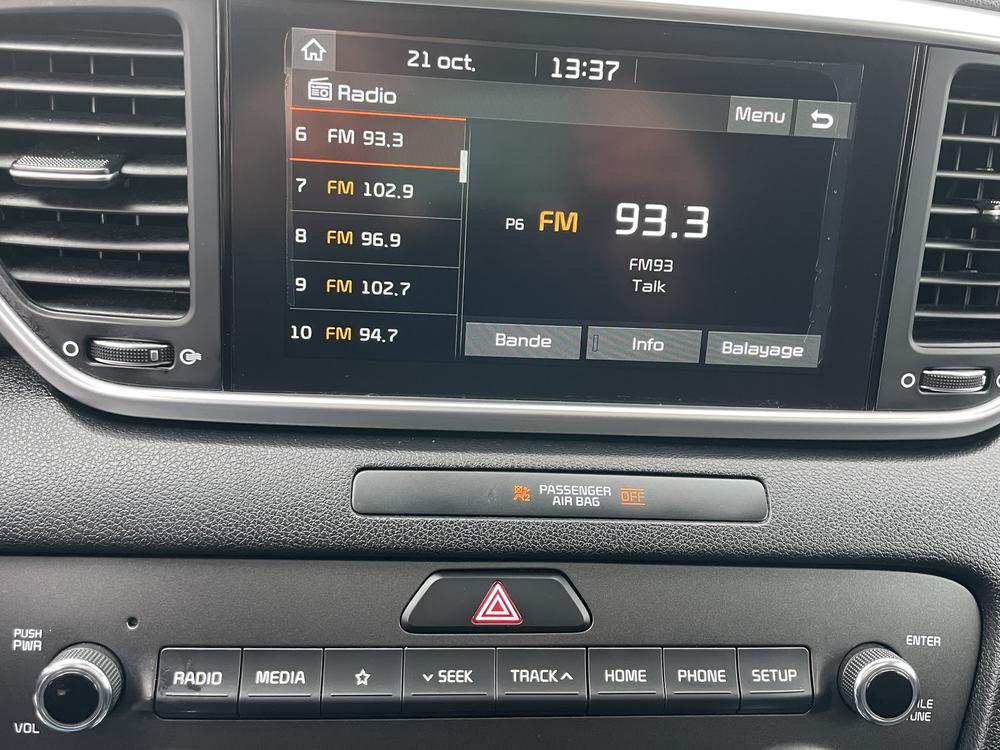 21 oct. 13:37
Radio
Menu
6 FM 93.3
7 FM 102.9
8 FM 96.9
9 FM 102.7
10 FM 94.7
P6 FM 93.3
FM93
Talk
Bande Info Balayage
PASSENGER
AIR BAG OFF
PUSH
PWR
VOL
RADIO MEDIA SEEK TRACK HOME PHONE SETUP
ENTER